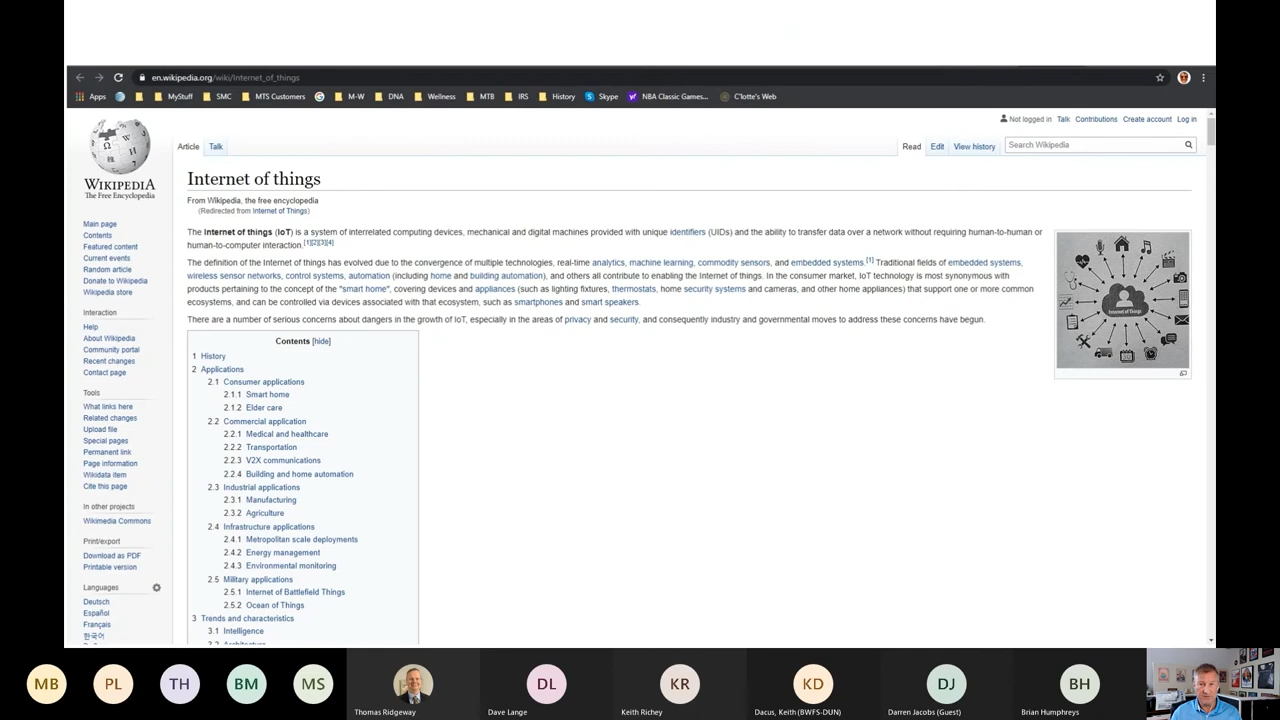 en.wikipedia.org/wiki/Internet_of_things
Apps MyStuff SMC MTS Customers M-W DNA Wellness MTB IRS History Skype NBA Classic Games... C'lotte's Web
Not logged in Talk Contributions Create account Log in
Article Talk Read Edit View history Search Wikipedia
WIKIPEDIA
The Free Encyclopedia
Main page
Contents
Featured content
Current events
Random article
Donate to Wikipedia
Wikipedia store
Interaction
Help
About Wikipedia
Community portal
Recent changes
Contact page
Tools
What links here
Related changes
Upload file
Special pages
Permanent link
Page information
Wikidata item
Cite this page
In other projects
Wikimedia Commons
Print/export
Download as PDF
Printable version
Languages
Deutsch
Español
Français
한국어
Internet of things
From Wikipedia, the free encyclopedia
(Redirected from Internet of Things)
The Internet of things (IoT) is a system of interrelated computing devices, mechanical and digital machines provided with unique identifiers (UIDs) and the ability to transfer data over a network without requiring human-to-human or
human-to-computer interaction.[1][2][3][4]
The definition of the Internet of things has evolved due to the convergence of multiple technologies, real-time analytics, machine learning, commodity sensors, and embedded systems.[1] Traditional fields of embedded systems,
wireless sensor networks, control systems, automation (including home and building automation), and others all contribute to enabling the Internet of things. In the consumer market, IoT technology is most synonymous with
products pertaining to the concept of the "smart home", covering devices and appliances (such as lighting fixtures, thermostats, home security systems and cameras, and other home appliances) that support one or more common
ecosystems, and can be controlled via devices associated with that ecosystem, such as smartphones and smart speakers.
There are a number of serious concerns about dangers in the growth of IoT, especially in the areas of privacy and security, and consequently industry and governmental moves to address these concerns have begun.
Internet of Things
Contents [hide]
1 History
2 Applications
2.1 Consumer applications
2.1.1 Smart home
2.1.2 Elder care
2.2 Commercial application
2.2.1 Medical and healthcare
2.2.2 Transportation
2.2.3 V2X communications
2.2.4 Building and home automation
2.3 Industrial applications
2.3.1 Manufacturing
2.3.2 Agriculture
2.4 Infrastructure applications
2.4.1 Metropolitan scale deployments
2.4.2 Energy management
2.4.3 Environmental monitoring
2.5 Military applications
2.5.1 Internet of Battlefield Things
2.5.2 Ocean of Things
3 Trends and characteristics
3.1 Intelligence
3.2 Architecture
MB PL TH BM MS DL KR KD DJ BH
Thomas Ridgeway Dave Lange Keith Richey Dacus, Keith (BWFS-DUN) Darren Jacobs (Guest) Brian Humphreys